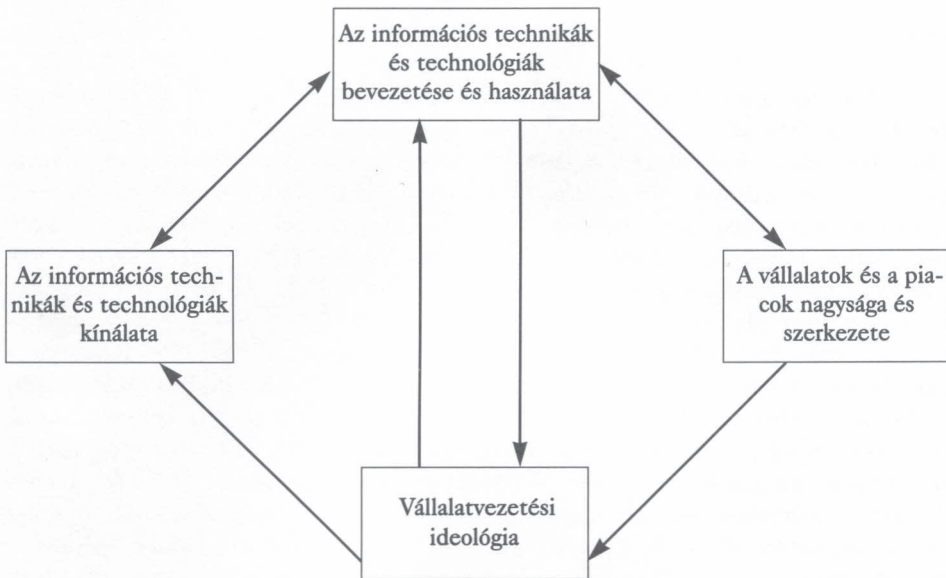 Az információs technikák
és technológiák
bevezetése és használata
Az információs tech-
nikák és technológiák
kínálata
A vállalatok és a pia-
cok nagysága és
szerkezete
Vállalatvezetési
ideológia